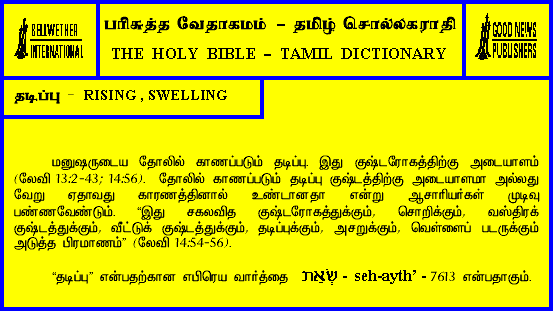 BELLWETHER
INTERNATIONAL
பரிசுத்த வேதாகமம் – தமிழ் சொல்லகராதி
THE HOLY BIBLE – TAMIL DICTIONARY
GOOD NEWS
PUBLISHERS
தடிப்பு – RISING, SWELLING
மனுஷருடைய தோலில் காணப்படும் தடிப்பு. இது குஷ்டரோகத்திற்கு அடையாளம்
(லேவி 13:2-43; 14:56). தோலில் காணப்படும் தடிப்பு குஷ்டத்திற்கு அடையாளமா அல்லது
வேறு ஏதாவது காரணத்தினால் உண்டானதா என்று ஆசாரியர்கள் முடிவு
பண்ணவேண்டும். “இது சகலவித குஷ்டரோகத்துக்கும், சொறிக்கும், வஸ்திரக்
குஷ்டத்துக்கும், வீட்டுக் குஷ்டத்துக்கும், தடிப்புக்கும், அசறுக்கும், வெள்ளைப் படருக்கும்
அடுத்த பிரமாணம்” (லேவி 14:54-56).
“தடிப்பு” என்பதற்கான எபிரெய வார்த்தை שְׂאֵת - seh-ayth’ - 7613 என்பதாகும்.